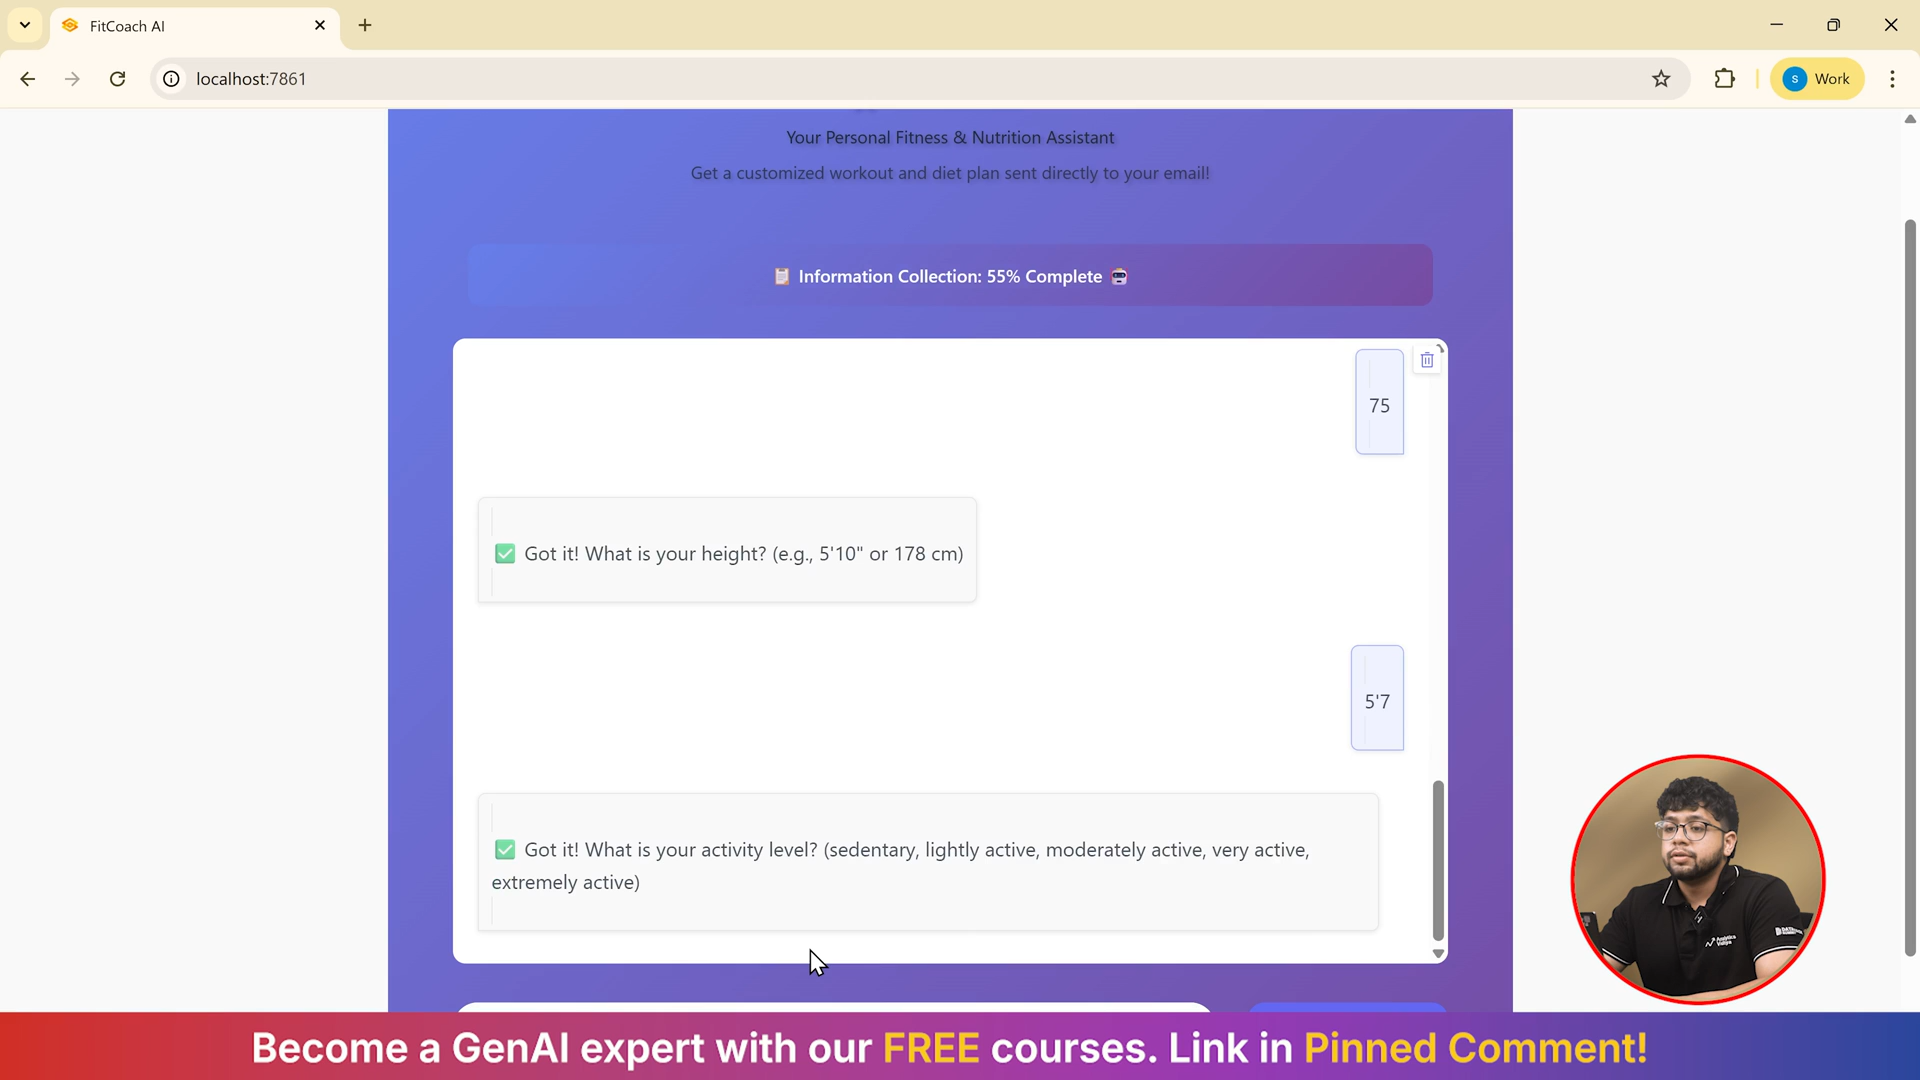 FitCoach AI
localhost:7861
S
Work
Your Personal Fitness & Nutrition Assistant
Get a customized workout and diet plan sent directly to your email!
Information Collection: 55% Complete
75
Got it! What is your height? (e.g., 5'10" or 178 cm)
5'7
Got it! What is your activity level? (sedentary, lightly active, moderately active, very active,
extremely active)
Analytics
Vidhya
Become a GenAI expert with our FREE courses. Link in Pinned Comment!